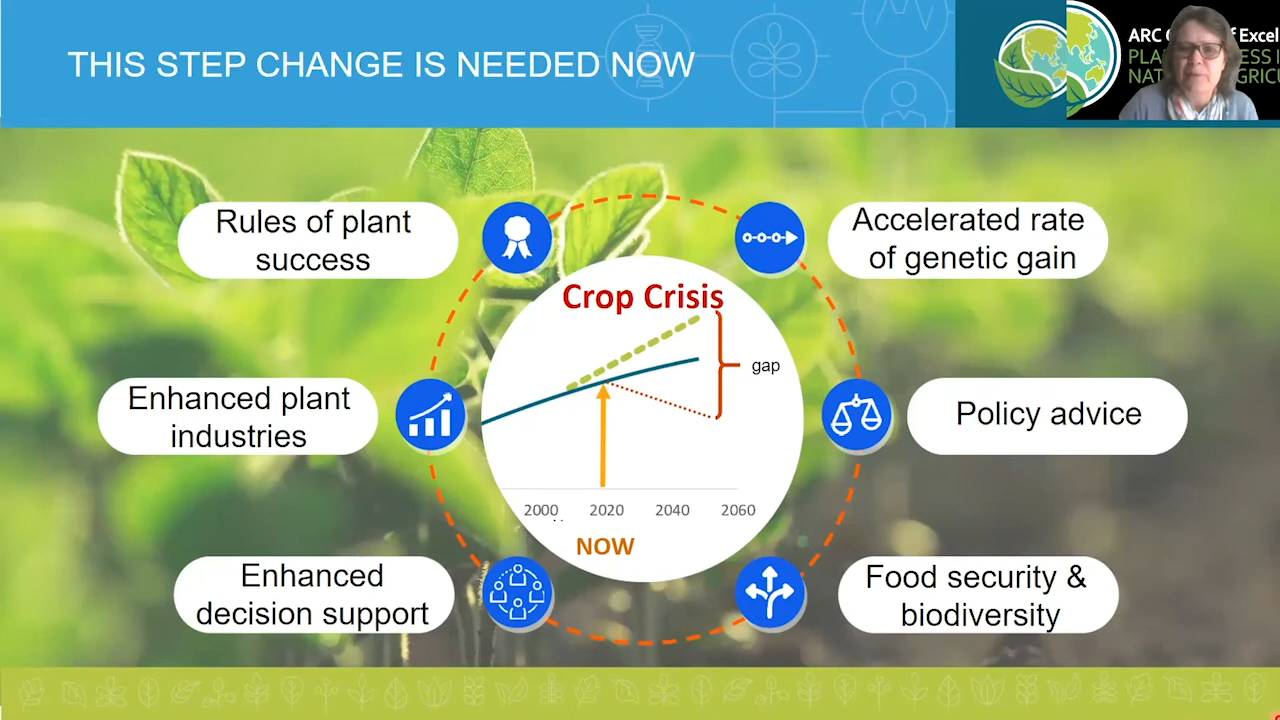 THIS STEP CHANGE IS NEEDED NOW
ARC
Rules of plant
success
Accelerated rate
of genetic gain
Crop Crisis
gap
Enhanced plant
industries
Policy advice
2000 2020 2040 2060
NOW
Enhanced
decision support
Food security &
biodiversity